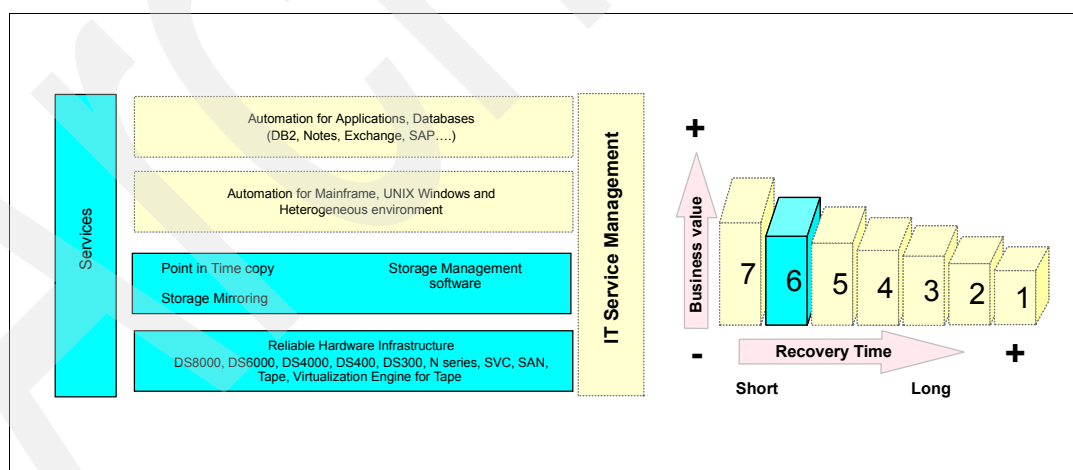 Services
Automation for Applications, Databases
(DB2, Notes, Exchange, SAP....)
Automation for Mainframe, UNIX Windows and
Heterogeneous environment
Point in Time copy
Storage Management
software
Storage Mirroring
Reliable Hardware Infrastructure
DS8000, DS6000, DS4000, DS400, DS300, N series, SVC, SAN,
Tape, Virtualization Engine for Tape
IT Service Management
+
Business value
-
7
6
5
4
3
2
1
Recovery Time
+
Short
Long